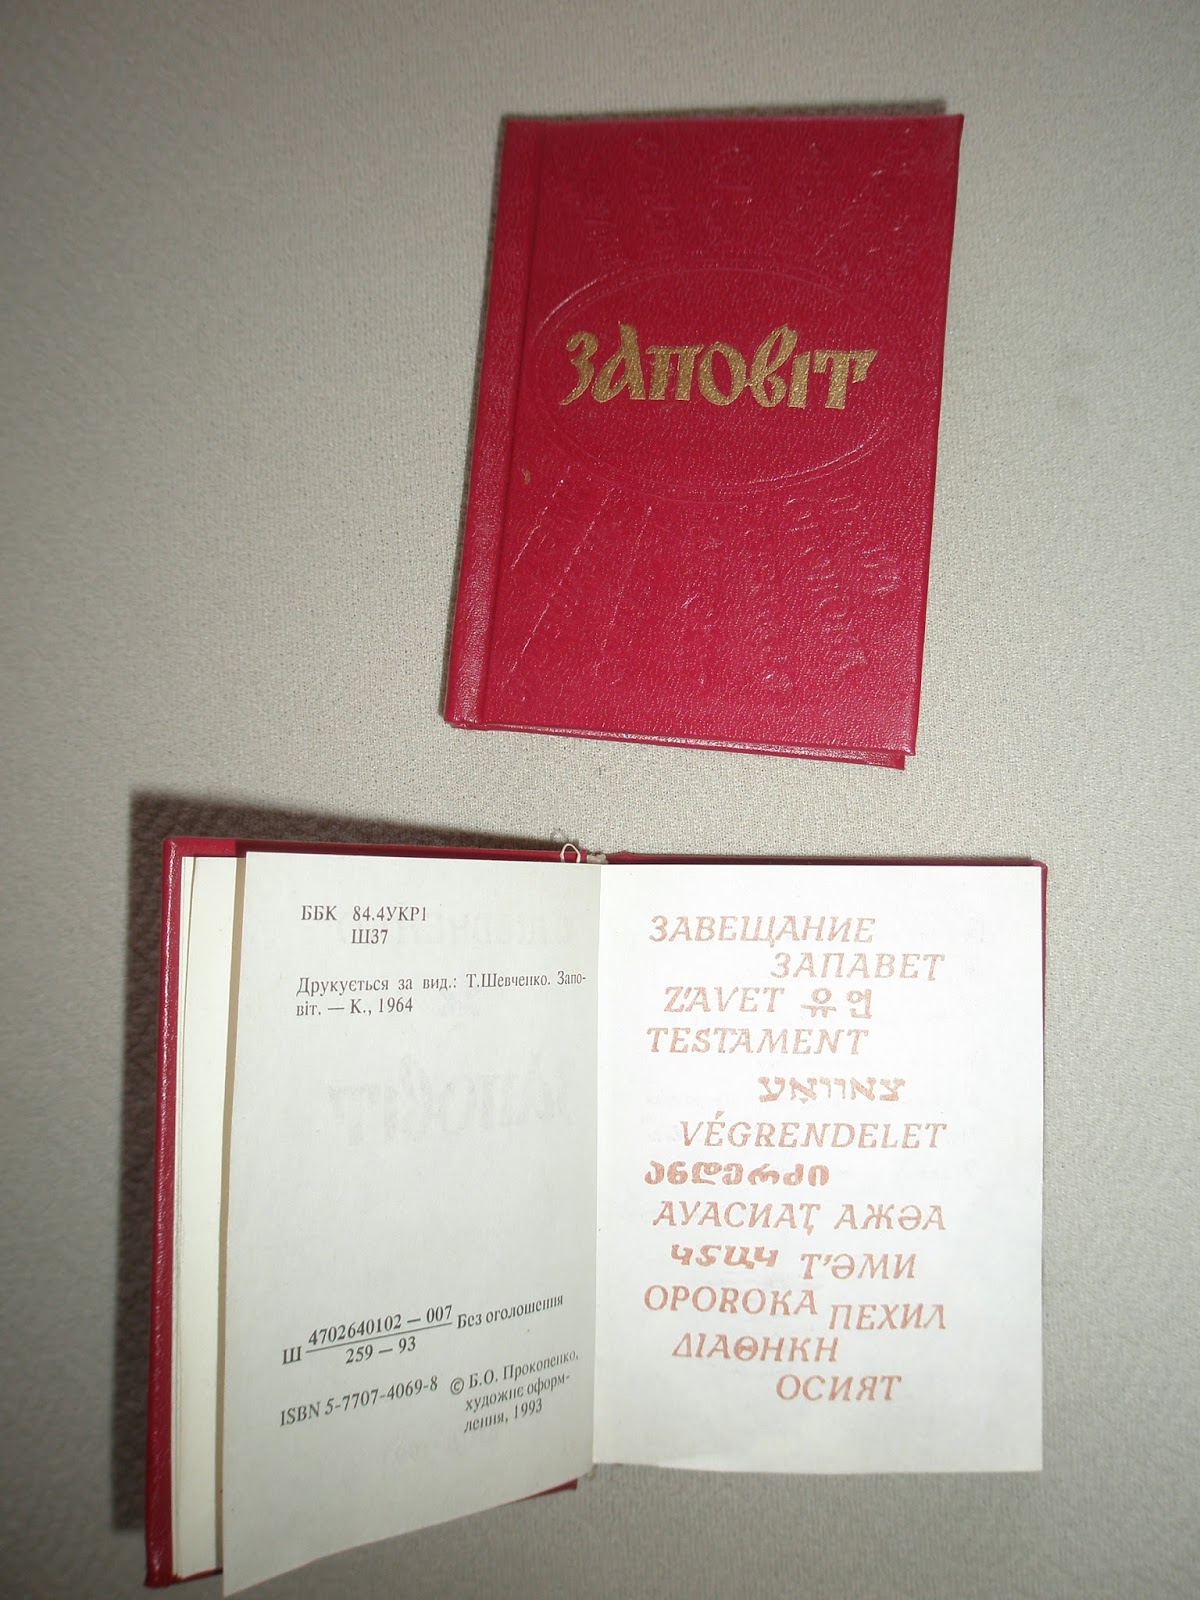 ЗАПОВІТ
ББК 84.4УКР1
Ш37
Друкується за вид.: Т.Шевченко. Запо-
віт. — К., 1964
Ш 4702640102 — 007 Без оголошення
259 — 93
ISBN 5-7707-4069-8
© Б.О. Прокопенко,
художнє оформ-
лення, 1993
ЗАВЕЩАНИЕ
ЗАПАВЕТ
Z'AVET 유언
TESTAMENT
צאוואָע
VÉGRENDELET
ანდერძი
АУАСИАҬ АЖӘА
ԿՏԱԿ Т'ӘМИ
OPOROKA ПЕХИЛ
ΔΙΑΘΗΚΗ
ОСИЯТ